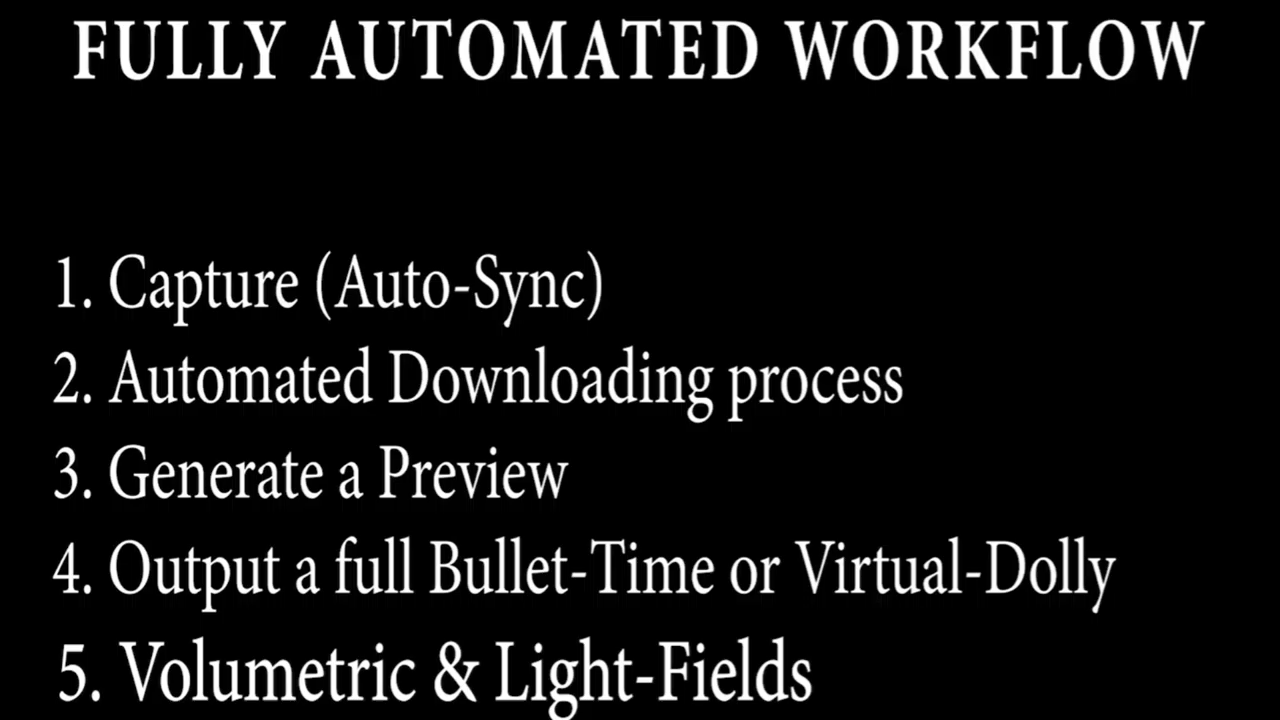 FULLY AUTOMATED WORKFLOW
1. Capture (Auto-Sync)
2. Automated Downloading process
3. Generate a Preview
4. Output a full Bullet-Time or Virtual-Dolly
5. Volumetric & Light-Fields